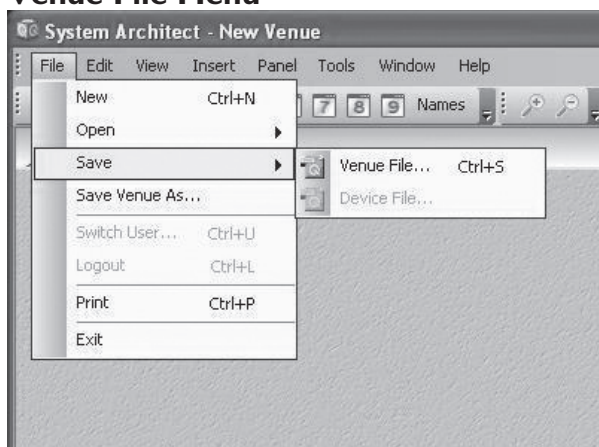 Venue File Menu
System Architect - New Venue
File Edit View Insert Panel Tools Window Help
7 8 9 Names
New Ctrl+N
Open
Save
Venue File... Ctrl+S
Device File...
Save Venue As...
Switch User... Ctrl+U
Logout Ctrl+L
Print Ctrl+P
Exit